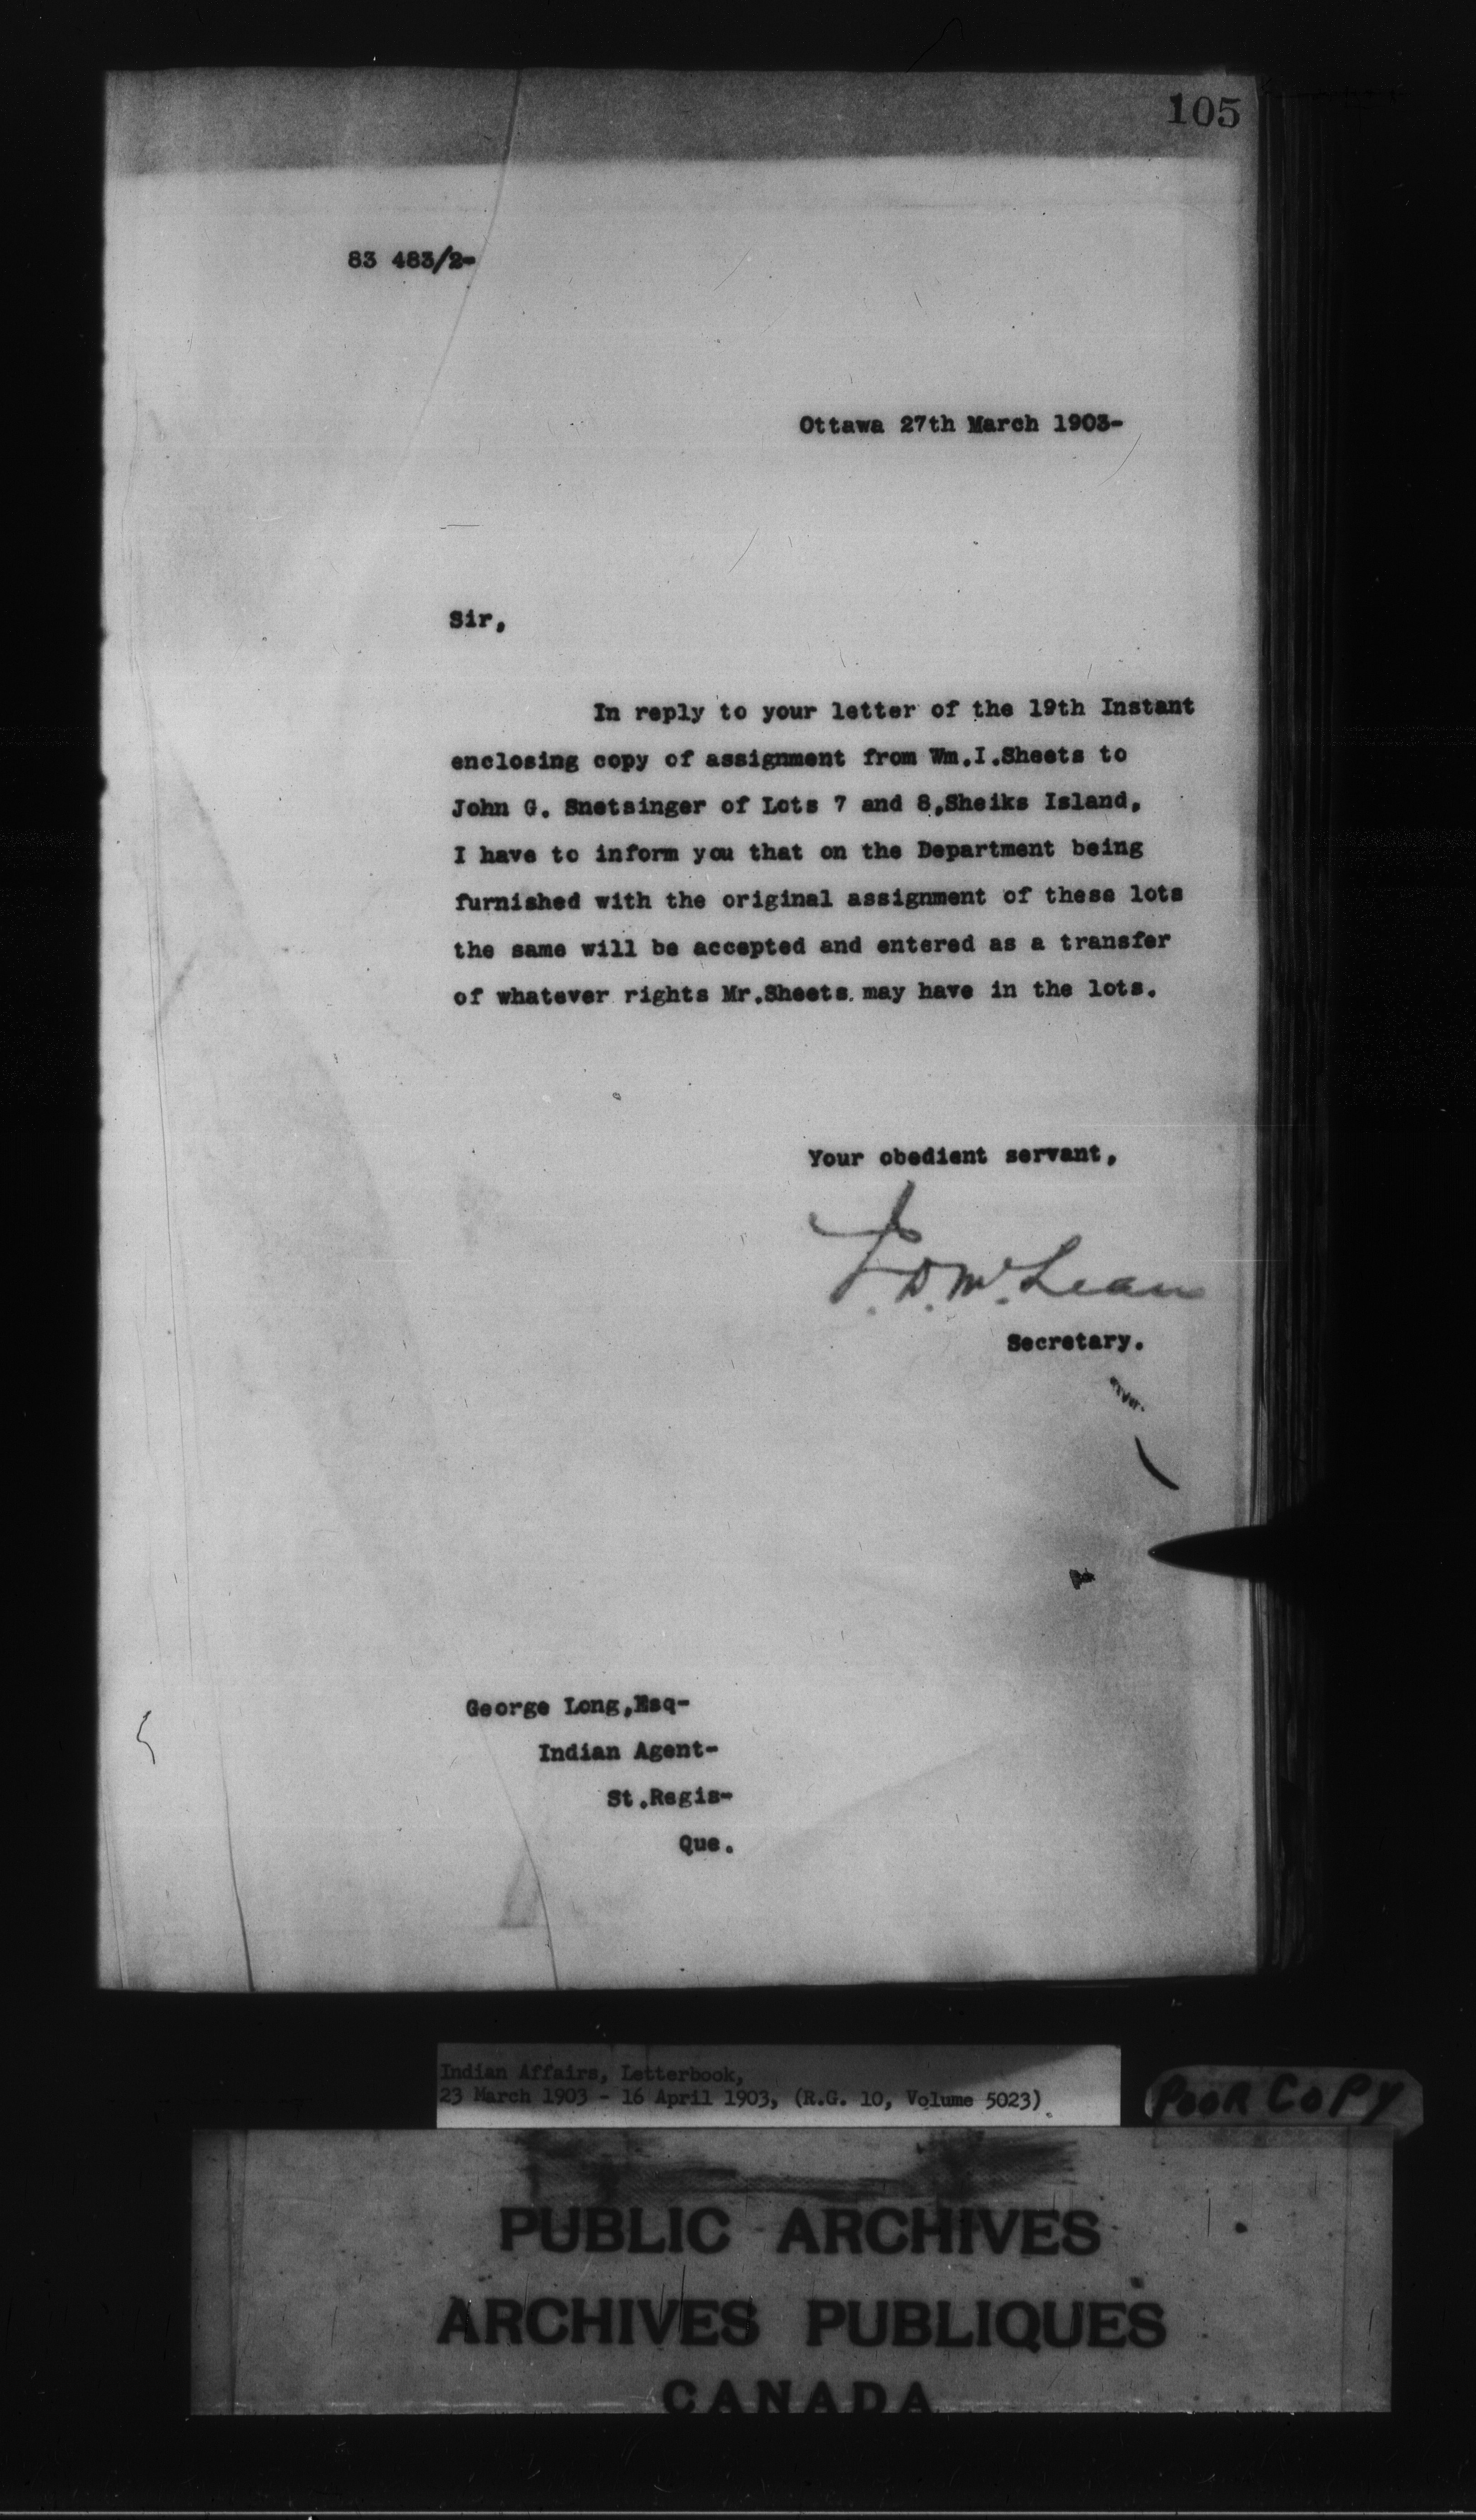 105
83 483/2-
Ottawa 27th March 1903-
Sir,
In reply to your letter of the 19th Instant
enclosing copy of assignment from Wm.I.Sheets to
John G. Snetsinger of Lots 7 and 8,Sheiks Island,
I have to inform you that on the Department being
furnished with the original assignment of these lots
the same will be accepted and entered as a transfer
of whatever rights Mr.Sheets may have in the lots.
Your obedient servant,
J. D. McLean
Secretary.
George Long,Esq-
Indian Agent-
St.Regis-
Que.
Indian Affairs, Letterbook,
23 March 1903 - 16 April 1903, (R.G. 10, Volume 5023)
POOR COPY
PUBLIC ARCHIVES
ARCHIVES PUBLIQUES
CANADA